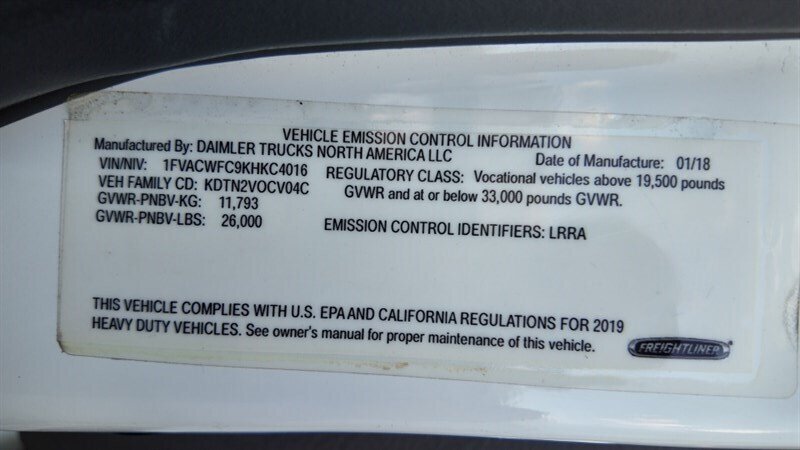 VEHICLE EMISSION CONTROL INFORMATION
Manufactured By: DAIMLER TRUCKS NORTH AMERICA LLC Date of Manufacture: 01/18
VIN/NIV: 1FVACWFC9KHKC4016 REGULATORY CLASS: Vocational vehicles above 19,500 pounds
VEH FAMILY CD: KDTN2VOCV04C GVWR and at or below 33,000 pounds GVWR.
GVWR-PNBV-KG: 11,793
GVWR-PNBV-LBS: 26,000 EMISSION CONTROL IDENTIFIERS: LRRA
THIS VEHICLE COMPLIES WITH U.S. EPA AND CALIFORNIA REGULATIONS FOR 2019
HEAVY DUTY VEHICLES. See owner's manual for proper maintenance of this vehicle.
FREIGHTLINER